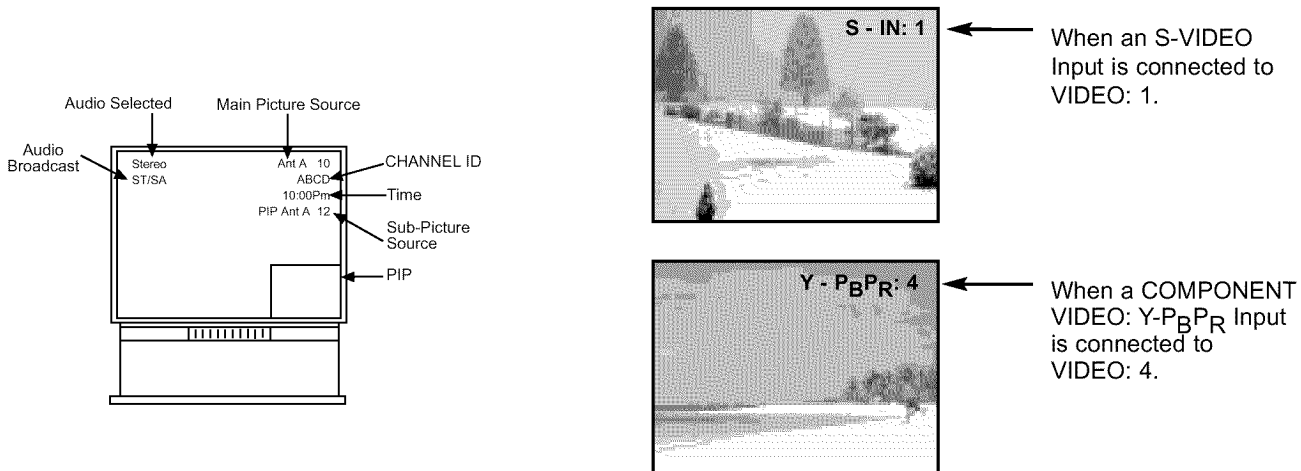 Audio Selected
Main Picture Source
Audio
Broadcast
Stereo
ST/SA
Ant A 10
ABCD
10:00Pm
PIP Ant A 12
CHANNEL ID
Time
Sub-Picture
Source
PIP
S - IN: 1
When an S-VIDEO
Input is connected to
VIDEO: 1.
Y - PBPR: 4
When a COMPONENT
VIDEO: Y-PBPR Input
is connected to
VIDEO: 4.